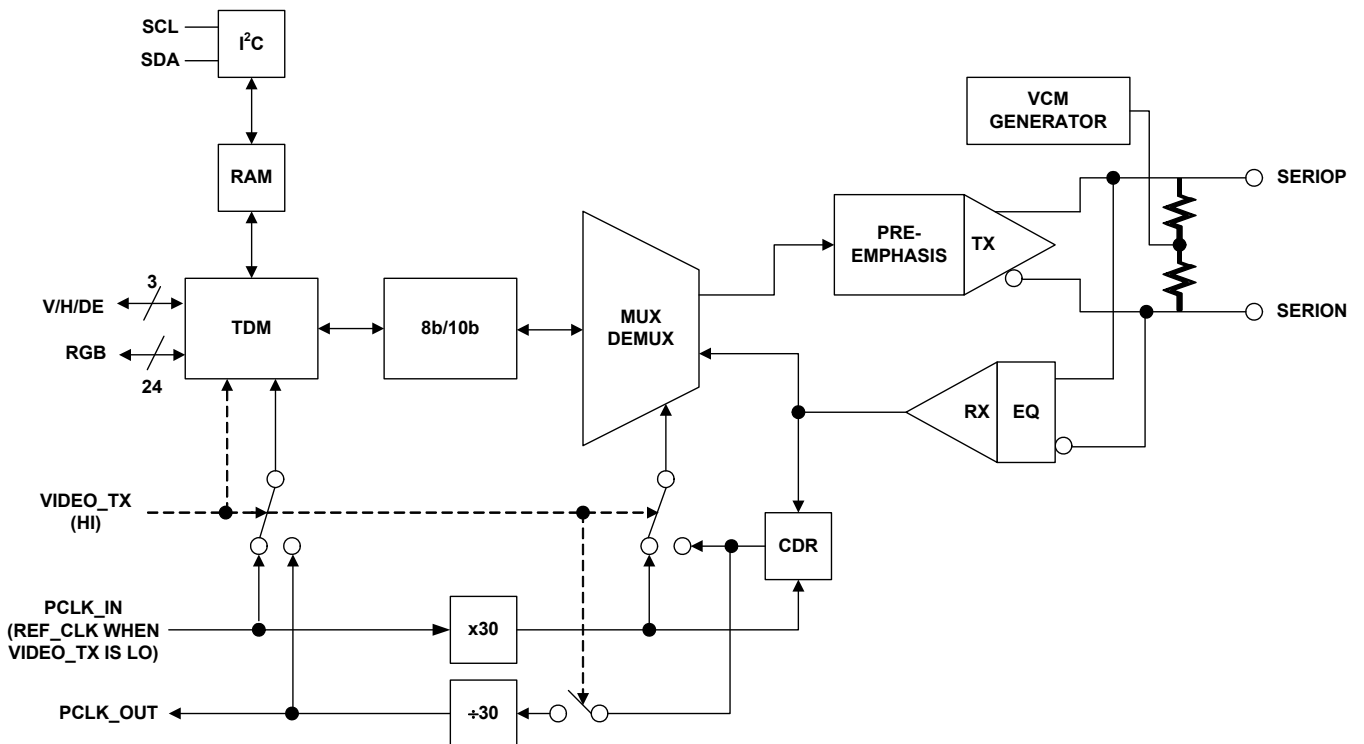 SCL
SDA
I²C
VCM
GENERATOR
RAM
SERIOP
PRE-
EMPHASIS
TX
V/H/DE
3
TDM
8b/10b
MUX
DEMUX
SERION
RGB
24
RX
EQ
VIDEO_TX
(HI)
CDR
PCLK_IN
(REF_CLK WHEN
VIDEO_TX IS LO)
x30
PCLK_OUT
÷30